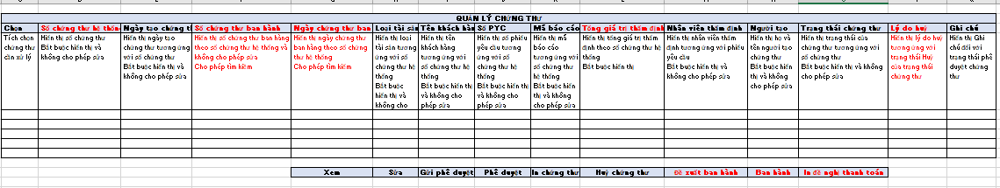 QUẢN LÝ CHỨNG THƯ
Chọn
Số chứng thư hệ thốn
Ngày tạo chứng t
Số chứng thư ban hành
Ngày chứng thư ban
Loại tài sản
Tên khách hàn
Số PYC
Mã báo cáo
Tổng giá trị thẩm định
Nhân viên thẩm định
Người tạo
Trạng thái chứng thư
Lý do huỷ
Ghi ché
Tích chọn
chứng thư
cần xử lý
Hiển thị số chứng thư
Bắt buộc hiển thị và
không cho phép sửa
Hiển thị ngày tạo
chứng thư tương ứng
với số chứng thư
Bắt buộc hiển thị và
không cho phép sửa
Hiển thị số chứng thư ban hàng
theo số chứng thư hệ thống và
không cho phép sửa
Cho phép tìm kiếm
Hiển thị ngày chứng thư
ban hàng theo số chứng
thư hệ thống
Cho phép tìm kiếm
Hiển thị loại
tài sản tương
ứng với số
chứng thư hệ
thống
Bắt buộc
hiển thị và
không cho
Hiển thị tên
khách hàng
tương ứng với
số chứng thư hệ
thống
Bắt buộc hiển thị
và không cho
phép sửa
Hiển thị số phiếu
yêu cầu tương
ứng với số
chứng thư hệ
thống
Bắt buộc hiển thị
và không cho
phép sửa
Hiển thị mã
báo cáo
tương ứng với
số chứng thư
hệ thống
Bắt buộc hiển
thị và không
cho phép sửa
Hiển thị tổng giá trị thẩm
định theo số chứng thư hệ
thống
Bắt buộc hiển thị
Hiển thị nhân viên thẩm
định tương ứng với phiếu
yêu cầu
Bắt buộc hiển thị và
không cho phép sửa
Hiển thị họ và
tên người tạo
chứng thư
Bắt buộc hiển
thị và không
cho phép sửa
Hiển thị trạng thái của
chứng thư tương ứng với
số chứng thư
Bắt buộc hiển thị và không
cho phép sửa
Hiển thị lý do huỷ
tương ứng với
trạng thái Huỷ
của trạng thái
chứng thư
Hiển thị Ghi
chỉ đối với
trạng thái phê
duyệt chứng
thư
Xem
Sửa
Gửi phê duyệt
Phê duyệt
In chứng thư
Huỷ chứng thư
Đề xuất ban hành
Ban hành
In đề nghị thanh toán